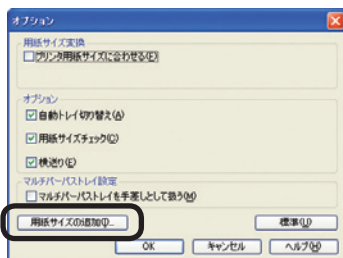 オプション
用紙サイズ変換
プリンタ用紙サイズに合わせる(F)
オプション
自動トレイ切り替え(A)
用紙サイズチェック(C)
横送り(E)
マルチパーパストレイ設定
マルチパーパストレイを手差しとして扱う(M)
用紙サイズの追加(I)...
標準(U)
OK
キャンセル
ヘルプ(H)